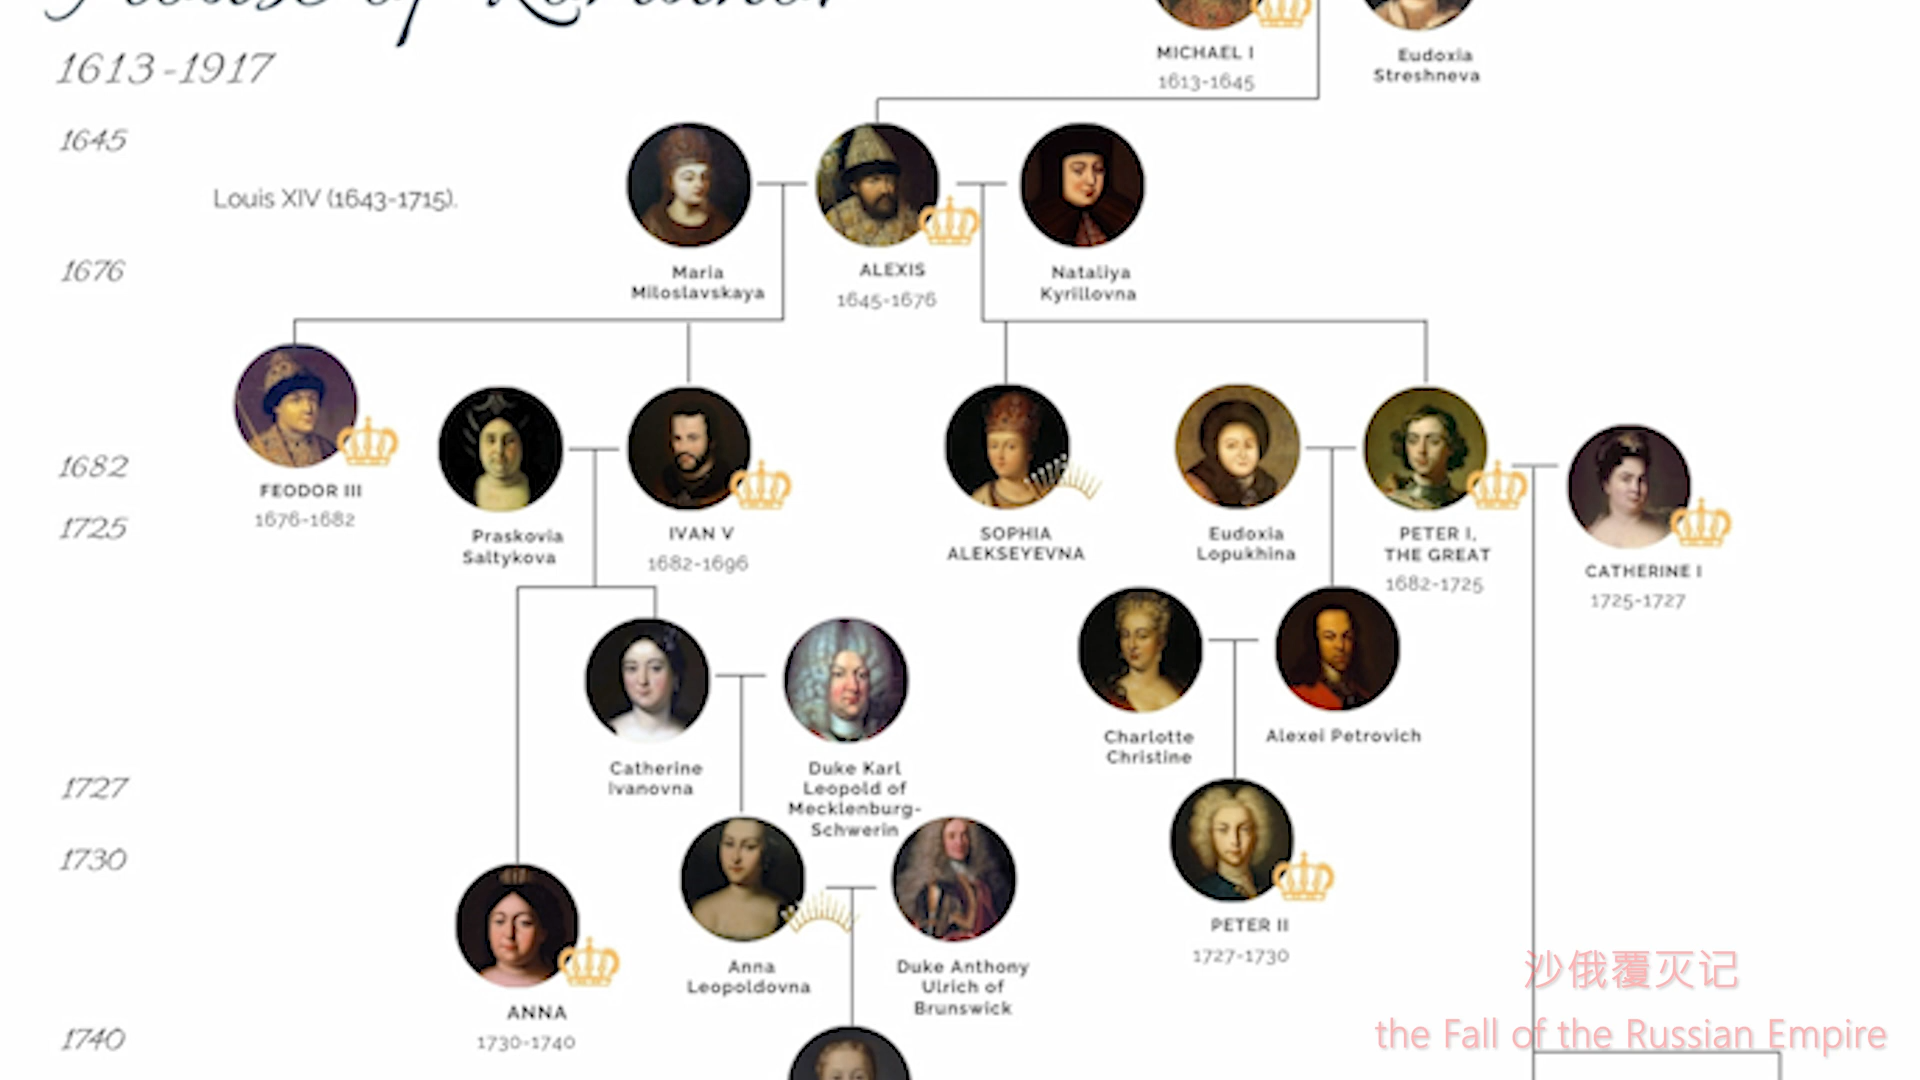 House of Romanov
1613-1917
MICHAEL I
1613-1645
Eudoxia
Streshneva
1645
Louis XIV (1643-1715).
1676
Maria
Miloslavskaya
ALEXIS
1645-1676
Nataliya
Kyrillovna
FEODOR III
1676-1682
1682
1725
Praskovia
Saltykova
IVAN V
1682-1696
SOPHIA
ALEKSEYEVNA
Eudoxia
Lopukhina
PETER I,
THE GREAT
1682-1725
CATHERINE I
1725-1727
Catherine
Ivanovna
Duke Karl
Leopold of
Mecklenburg-
Schwerin
Charlotte
Christine
Alexei Petrovich
1727
1730
PETER II
1727-1730
Anna
Leopoldovna
Duke Anthony
Ulrich of
Brunswick
ANNA
1730-1740
1740
沙俄覆灭记
the Fall of the Russian Empire